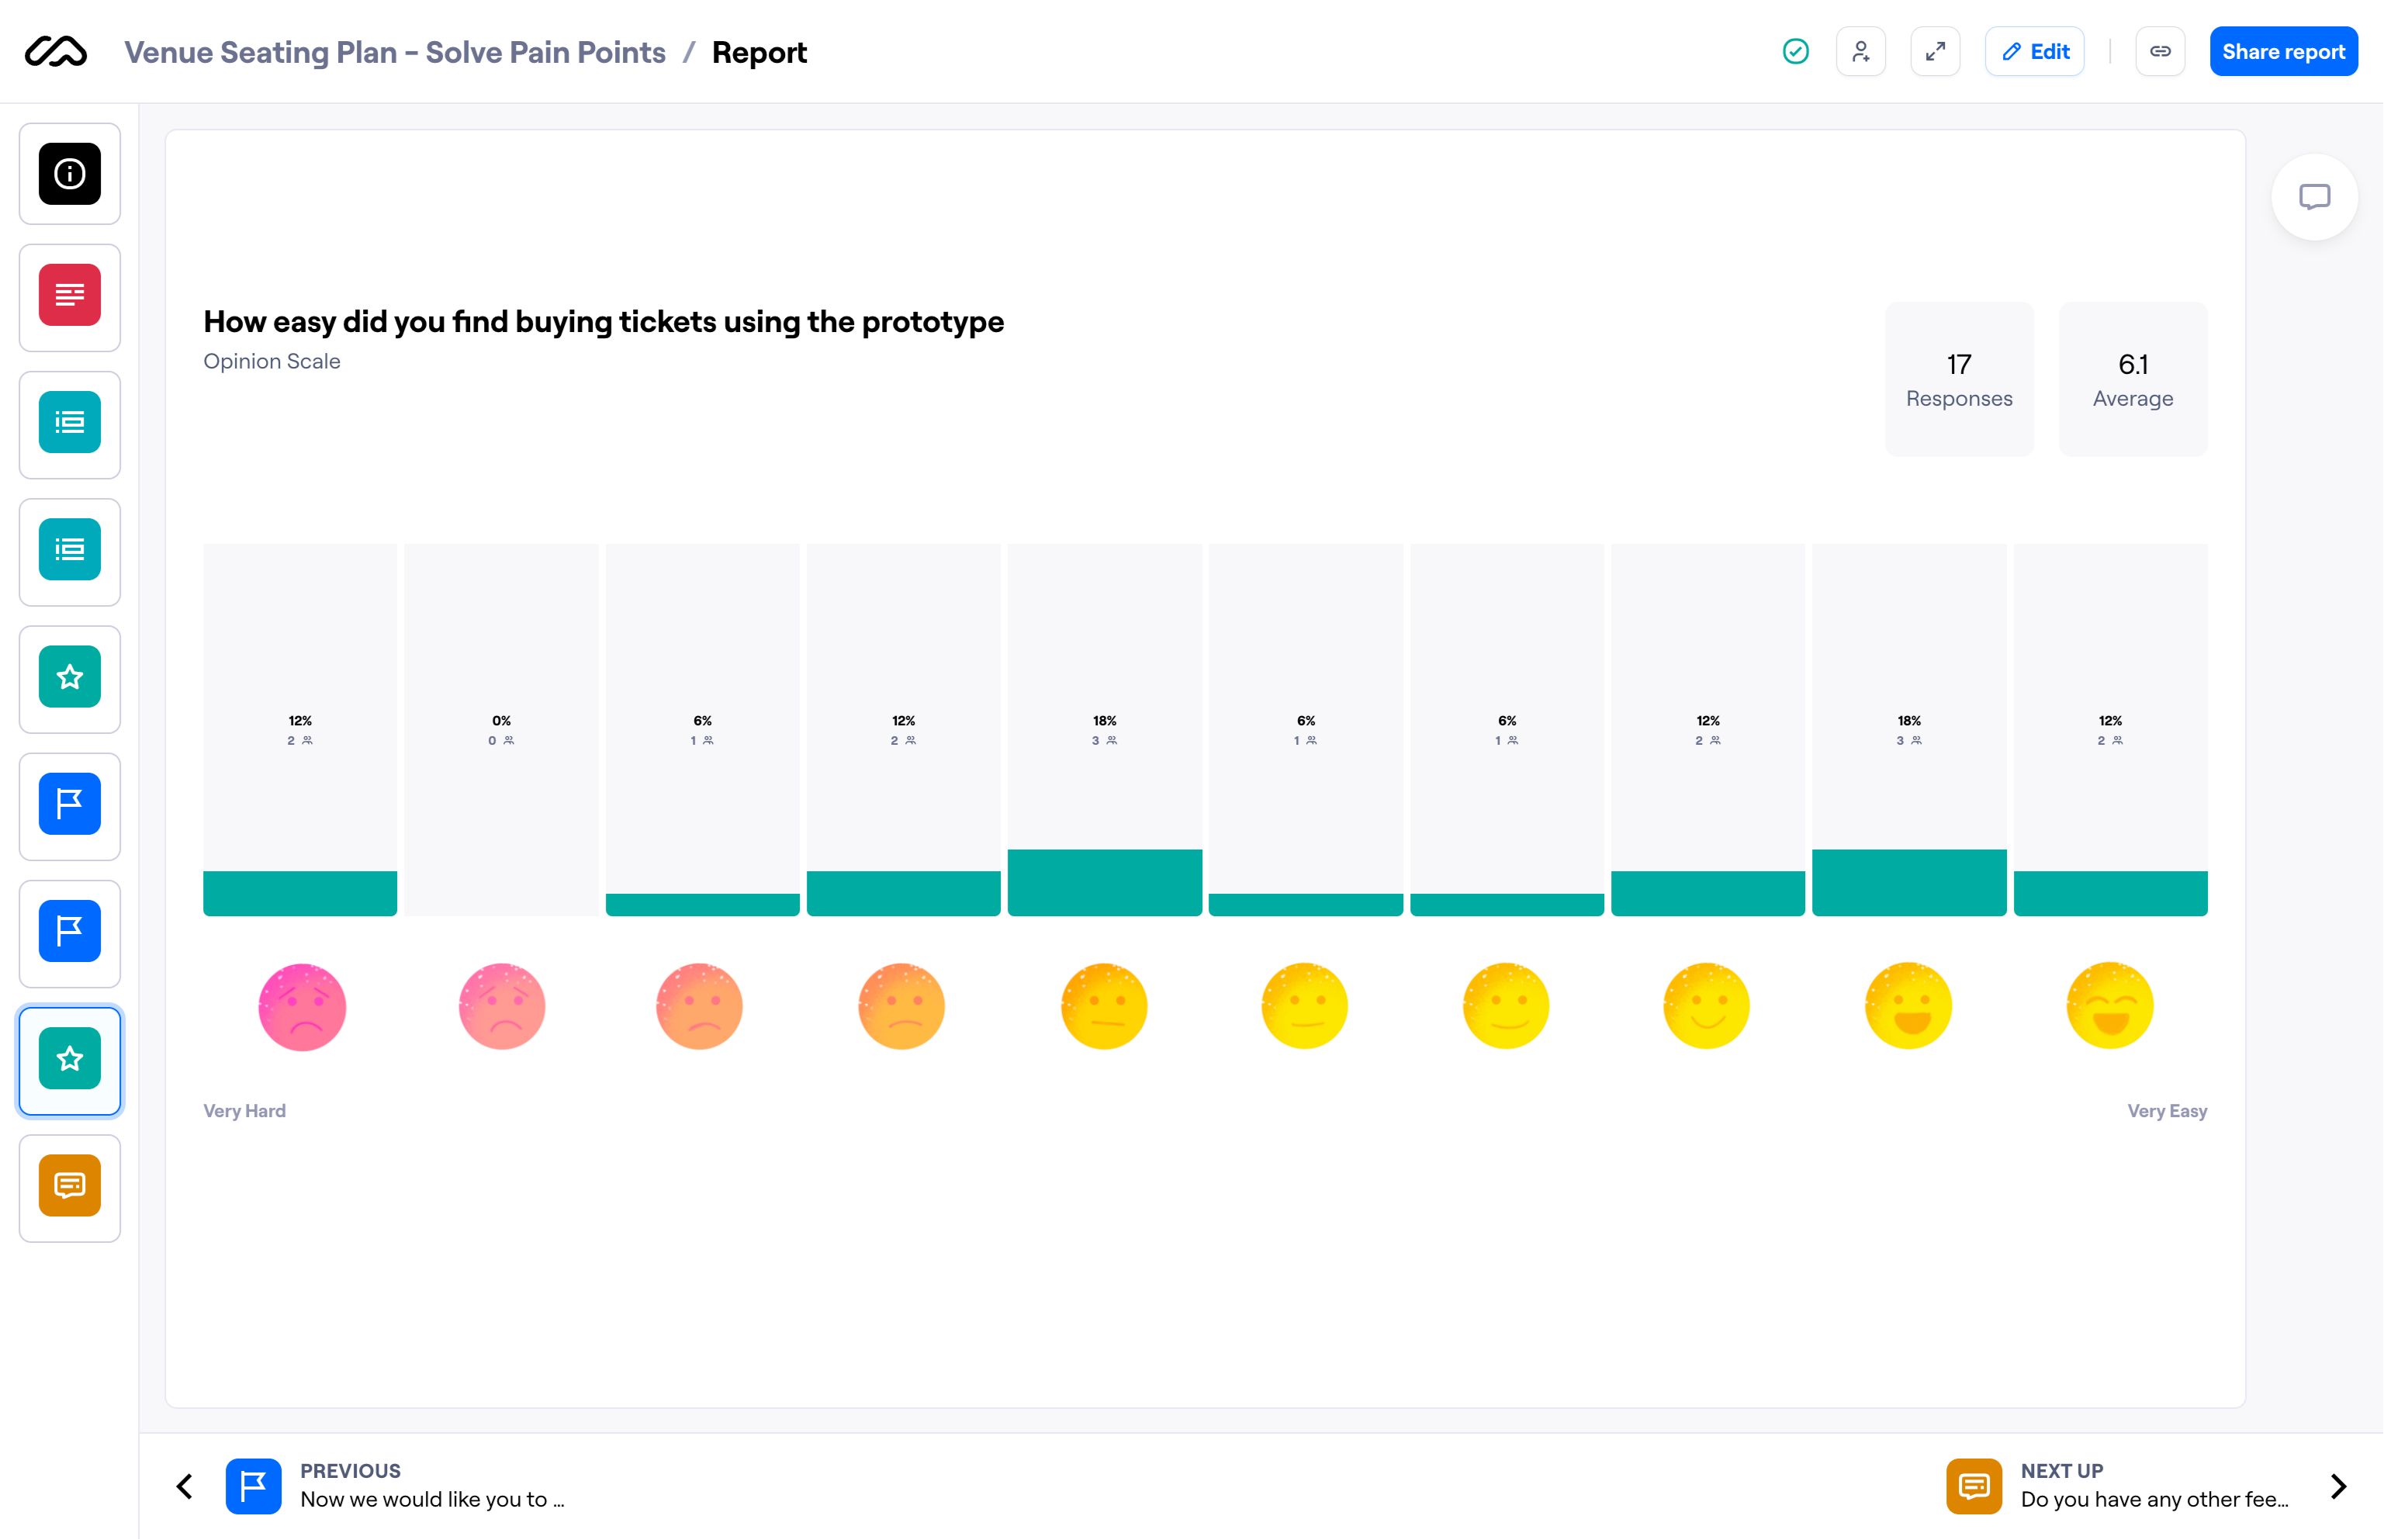 Venue Seating Plan - Solve Pain Points / Report
Edit
Share report
How easy did you find buying tickets using the prototype
Opinion Scale
17
Responses
6.1
Average
12% 0% 6% 12% 18% 6% 6% 12% 18% 12%
2 0 1 2 3 1 1 2 3 2
Very Hard Very Easy
PREVIOUS
Now we would like you to ...
NEXT UP
Do you have any other fee...